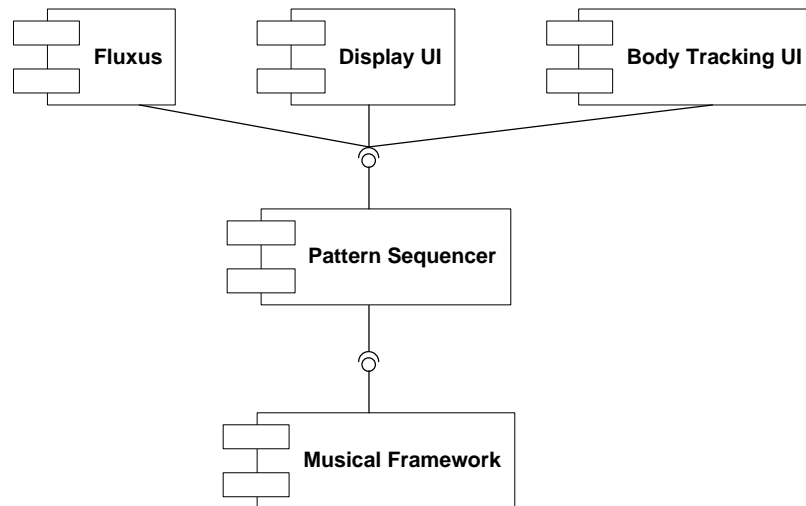 Fluxus
Display UI
Body Tracking UI
Pattern Sequencer
Musical Framework